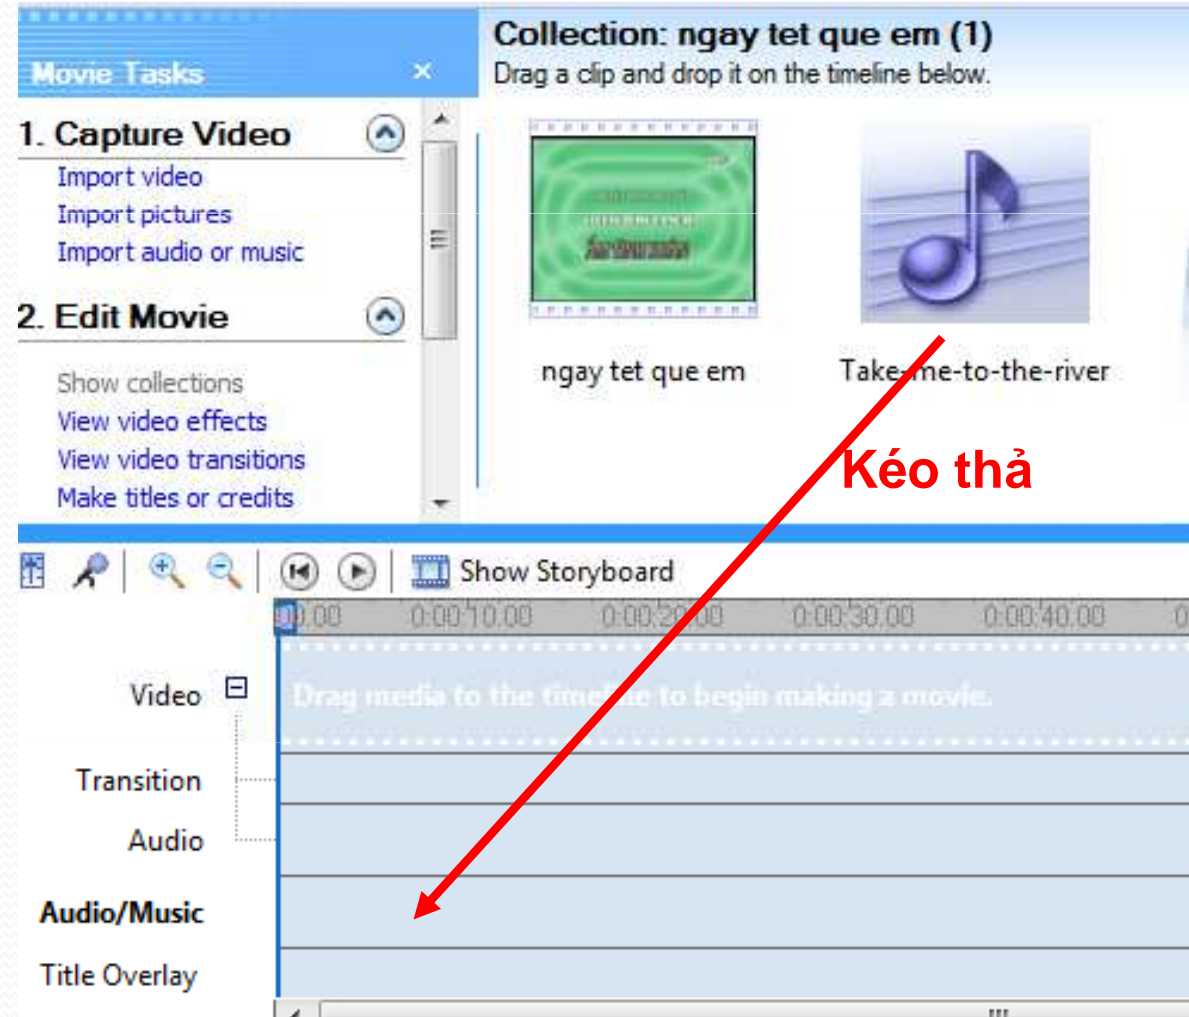 Movie Tasks
1. Capture Video
Import video
Import pictures
Import audio or music
2. Edit Movie
Show collections
View video effects
View video transitions
Make titles or credits
Collection: ngay tet que em (1)
Drag a clip and drop it on the timeline below.
ngay tet que em
Take-me-to-the-river
Kéo thả
Show Storyboard
00.00 0:00:10.00 0:00:20.00 0:00:30.00 0:00:40.00 0
Video
Drag media to the timeline to begin making a movie.
Transition
Audio
Audio/Music
Title Overlay